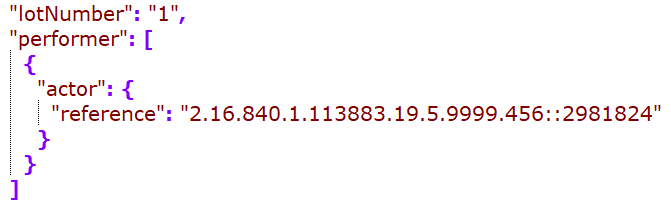 "lotNumber": "1",
"performer": [
{
"actor": {
"reference": "2.16.840.1.113883.19.5.9999.456::2981824"
}
}
]